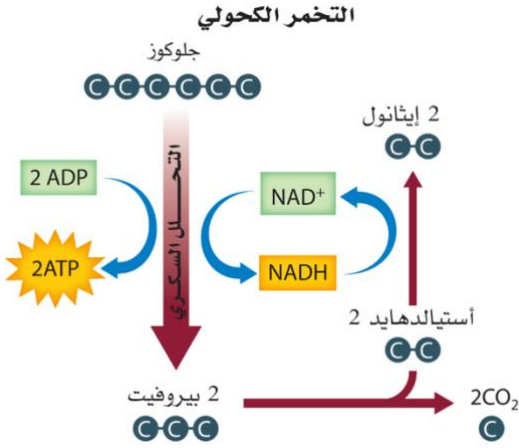 التخمر الكحولي
جلوكوز
C C C C C C
2 إيثانول
C C
2 ADP
2ATP
التحلل السكري
NAD⁺
NADH
2 أستيالدهايد
C C
2 بيروفيت
C C C
2CO₂
C